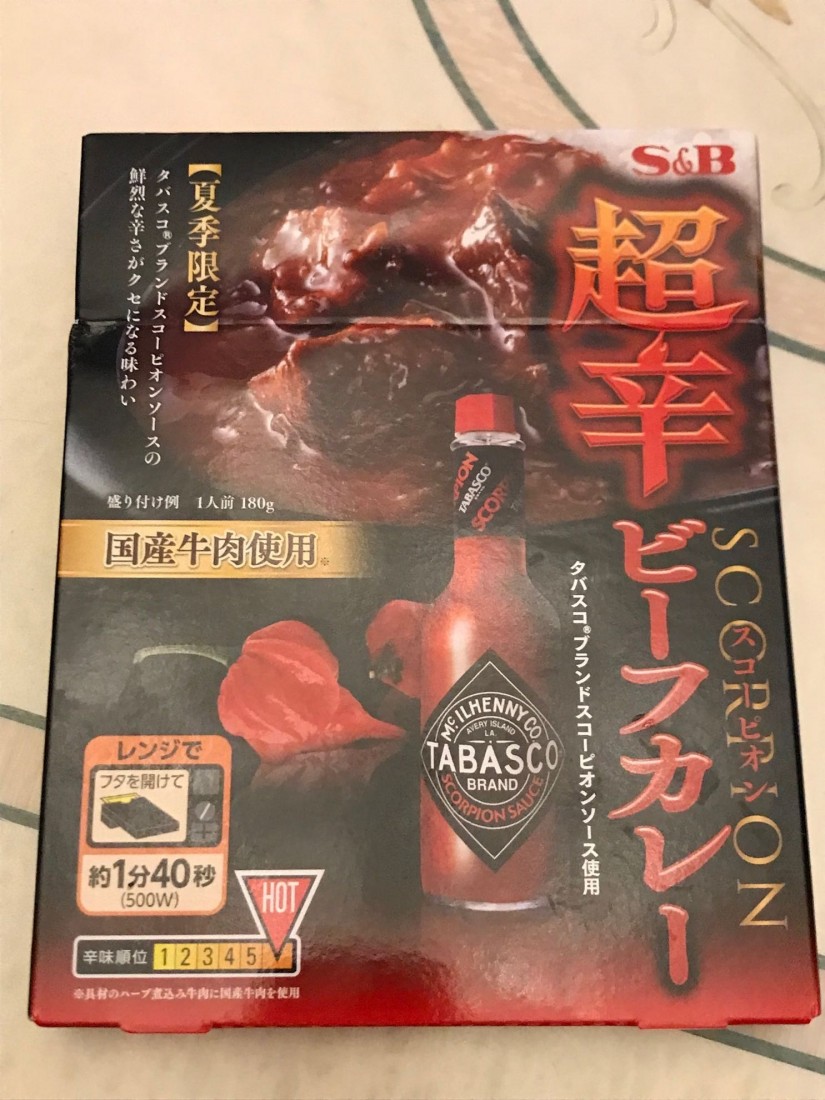 S&B
超辛
ビーフカレー
SCORPION
スコーピオン
タバスコ®ブランドスコーピオンソース使用
【夏季限定】
タバスコ®ブランドスコーピオンソースの
鮮烈な辛さがクセになる味わい
盛り付け例 1人前 180g
国産牛肉使用※
SCORPION
TABASCO
SCOR
McILHENNY CO.
AVERY ISLAND
LA.
TABASCO
BRAND
SCORPION SAUCE
レンジで
フタを開けて
約1分40秒
(500W)
HOT
辛味順位 1 2 3 4 5
※具材のハーブ煮込み牛肉に国産牛肉を使用